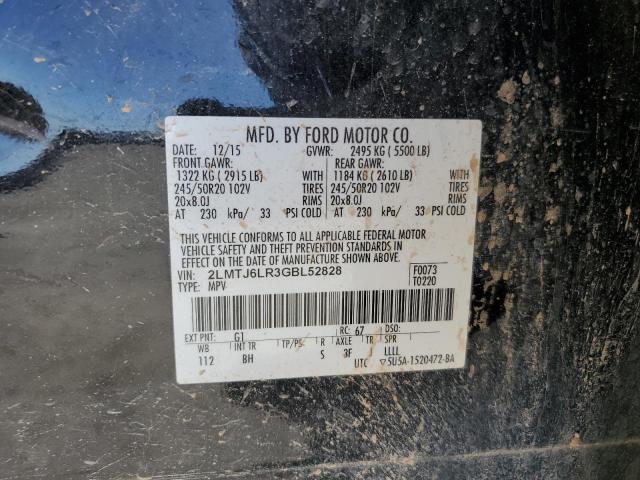 MFD. BY FORD MOTOR CO.
DATE: 12/15 GVWR: 2495 KG ( 5500 LB)
FRONT GAWR: REAR GAWR:
1322 KG ( 2915 LB) WITH 1184 KG ( 2610 LB) WITH
245/50R20 102V TIRES 245/50R20 102V TIRES
20x8.0J RIMS 20x8.0J RIMS
AT 230 kPa/ 33 PSI COLD AT 230 kPa/ 33 PSI COLD
THIS VEHICLE CONFORMS TO ALL APPLICABLE FEDERAL MOTOR
VEHICLE SAFETY AND THEFT PREVENTION STANDARDS IN
EFFECT ON THE DATE OF MANUFACTURE SHOWN ABOVE.
VIN: 2LMTJ6LR3GBL52828 F0073
TYPE: MPV T0220
EXT PNT: G1 RC: 67 DSO:
WB INT TR TP/PS R AXLE TR SPR
112 BH S 3F J LLLL
UTC ▽5U5A-1520472-BA